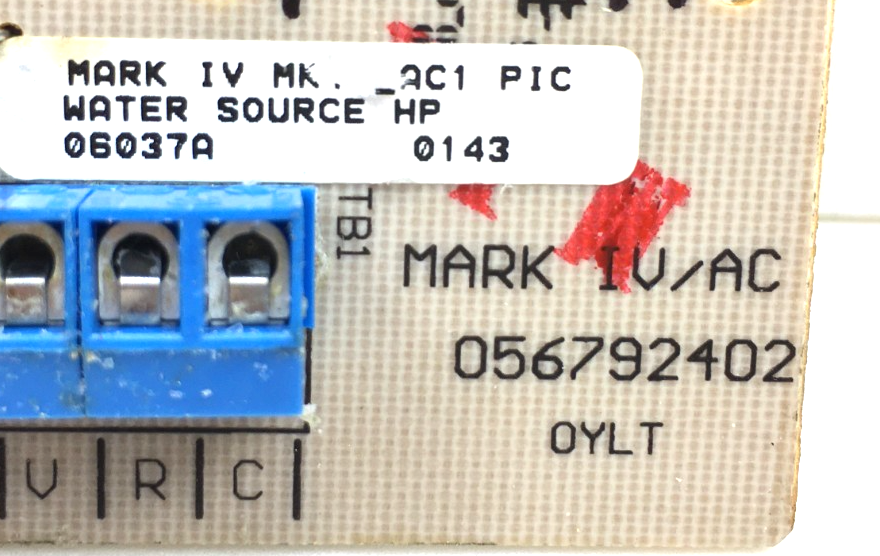 MARK IV MK. _AC1 PIC
WATER SOURCE HP
06037A 0143
TB1
MARK IV/AC
056792402
OYLT
V R C